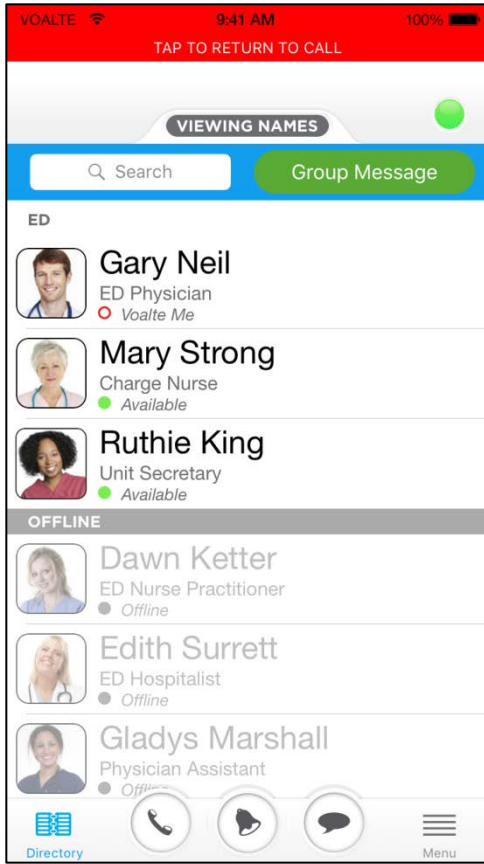 VOALTE 9:41 AM 100%
TAP TO RETURN TO CALL
VIEWING NAMES
Search Group Message
ED
Gary Neil
ED Physician
Voalte Me
Mary Strong
Charge Nurse
Available
Ruthie King
Unit Secretary
Available
OFFLINE
Dawn Ketter
ED Nurse Practitioner
Offline
Edith Surrett
ED Hospitalist
Offline
Gladys Marshall
Physician Assistant
Offline
Directory Menu